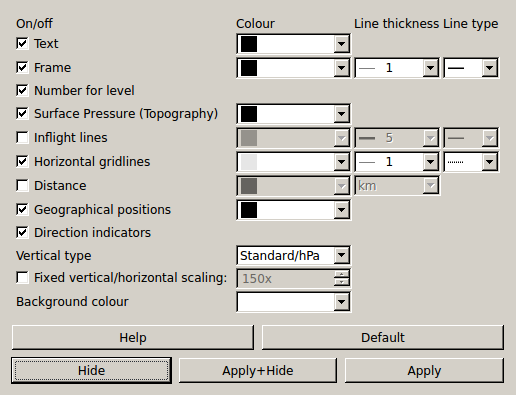 On/off Colour Line thickness Line type
Text
Frame 1
Number for level
Surface Pressure (Topography)
Inflight lines 5
Horizontal gridlines 1
Distance km
Geographical positions
Direction indicators
Vertical type Standard/hPa
Fixed vertical/horizontal scaling: 150x
Background colour
Help Default
Hide Apply+Hide Apply